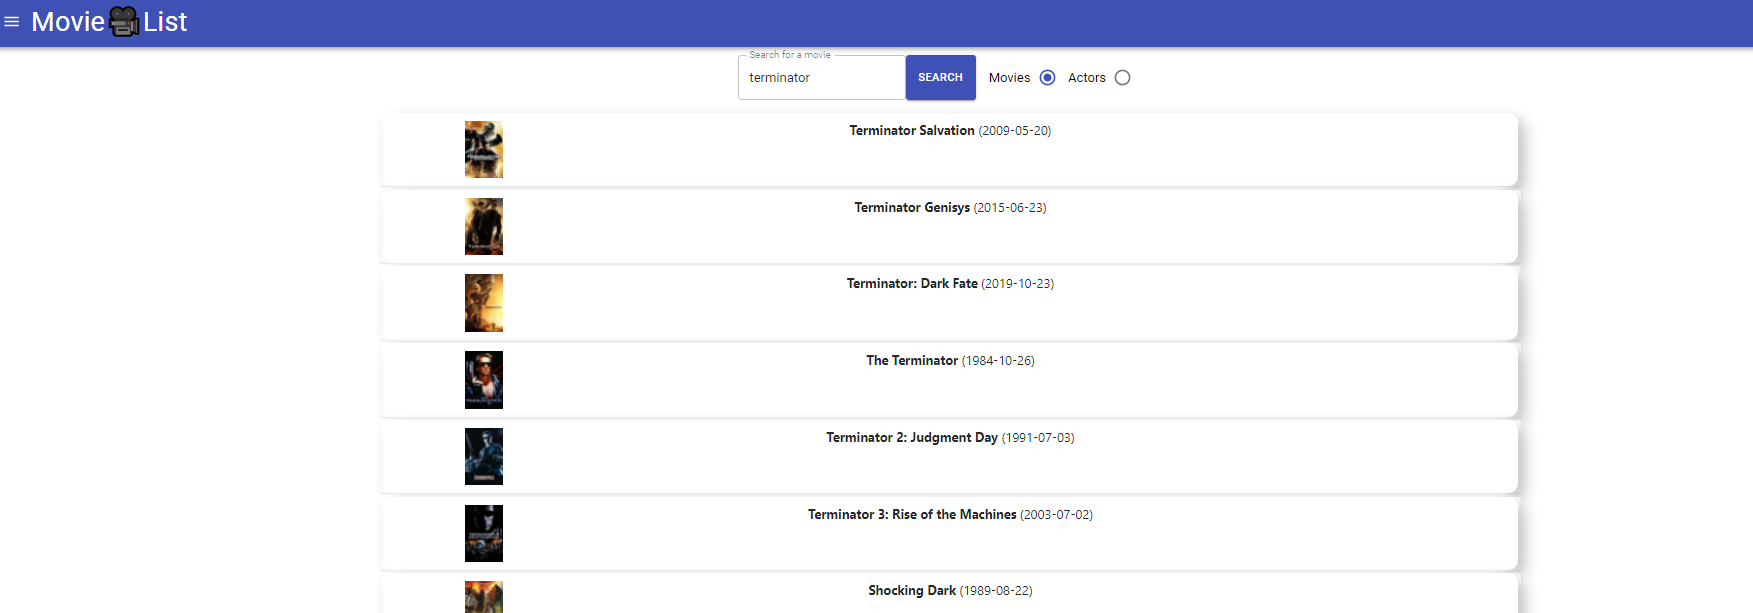 Movie🎥List
Search for a movie
terminator
SEARCH
Movies
Actors
Terminator Salvation (2009-05-20)
Terminator Genisys (2015-06-23)
Terminator: Dark Fate (2019-10-23)
The Terminator (1984-10-26)
Terminator 2: Judgment Day (1991-07-03)
Terminator 3: Rise of the Machines (2003-07-02)
Shocking Dark (1989-08-22)